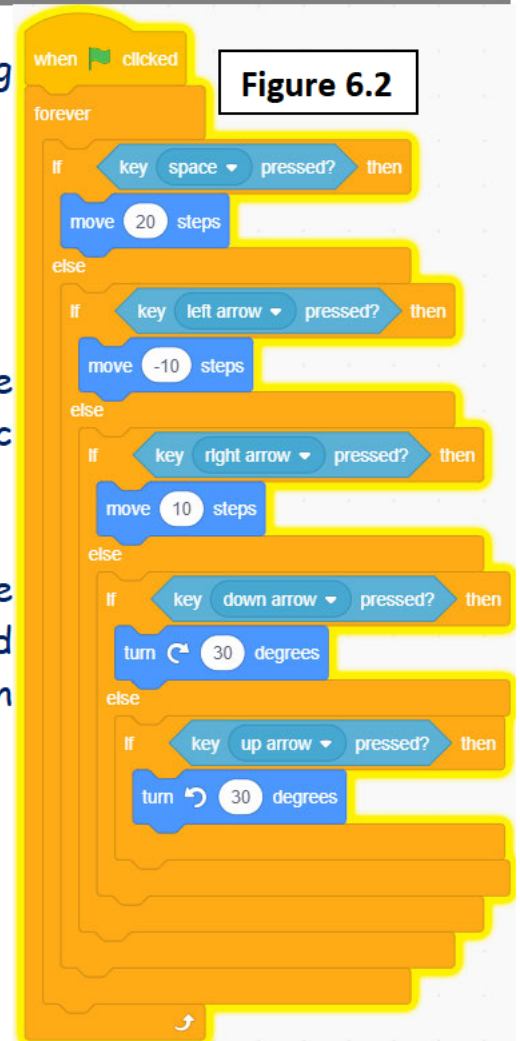 g
when clicked
Figure 6.2
forever
If key space pressed? then
move 20 steps
else
If key left arrow pressed? then
e
move -10 steps
c
else
If key right arrow pressed? then
move 10 steps
else
e
If key down arrow pressed? then
d
turn 30 degrees
n
else
If key up arrow pressed? then
turn 30 degrees